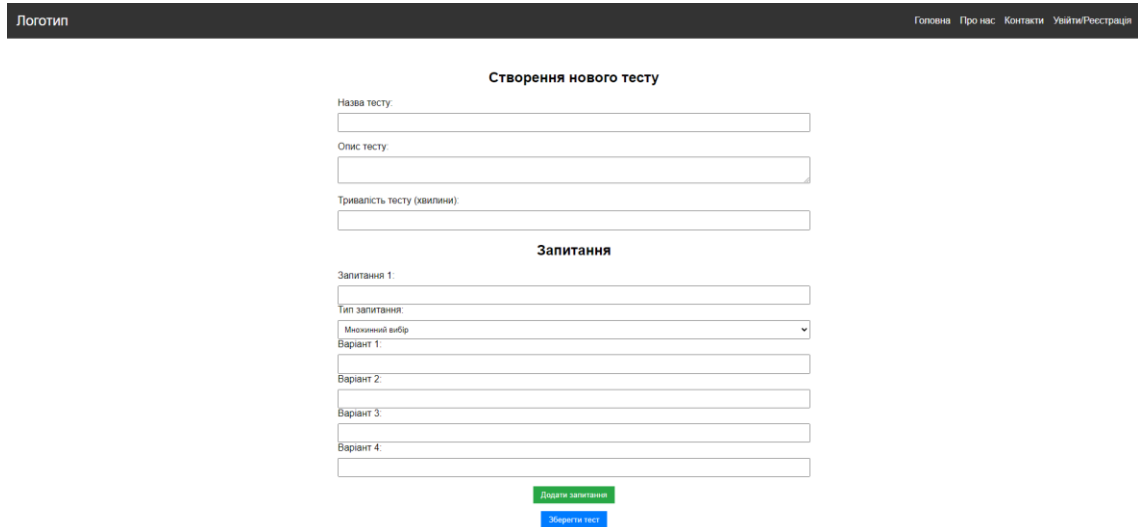 Логотип
Головна Про нас Контакти Увійти/Реєстрація
Створення нового тесту
Назва тесту:
Опис тесту:
Тривалість тесту (хвилини):
Запитання
Запитання 1:
Тип запитання:
Множинний вибір
Варіант 1:
Варіант 2:
Варіант 3:
Варіант 4:
Додати запитання
Зберегти тест